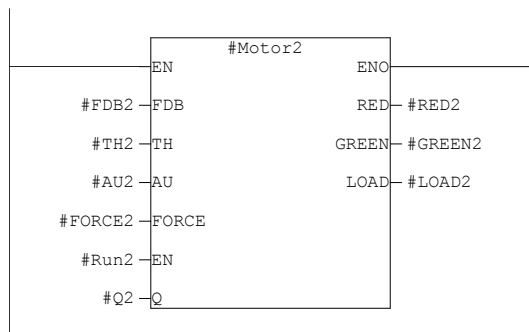 #Motor2
EN ENO
#FDB2 FDB RED #RED2
#TH2 TH GREEN #GREEN2
#AU2 AU LOAD #LOAD2
#FORCE2 FORCE
#Run2 EN
#Q2 Q